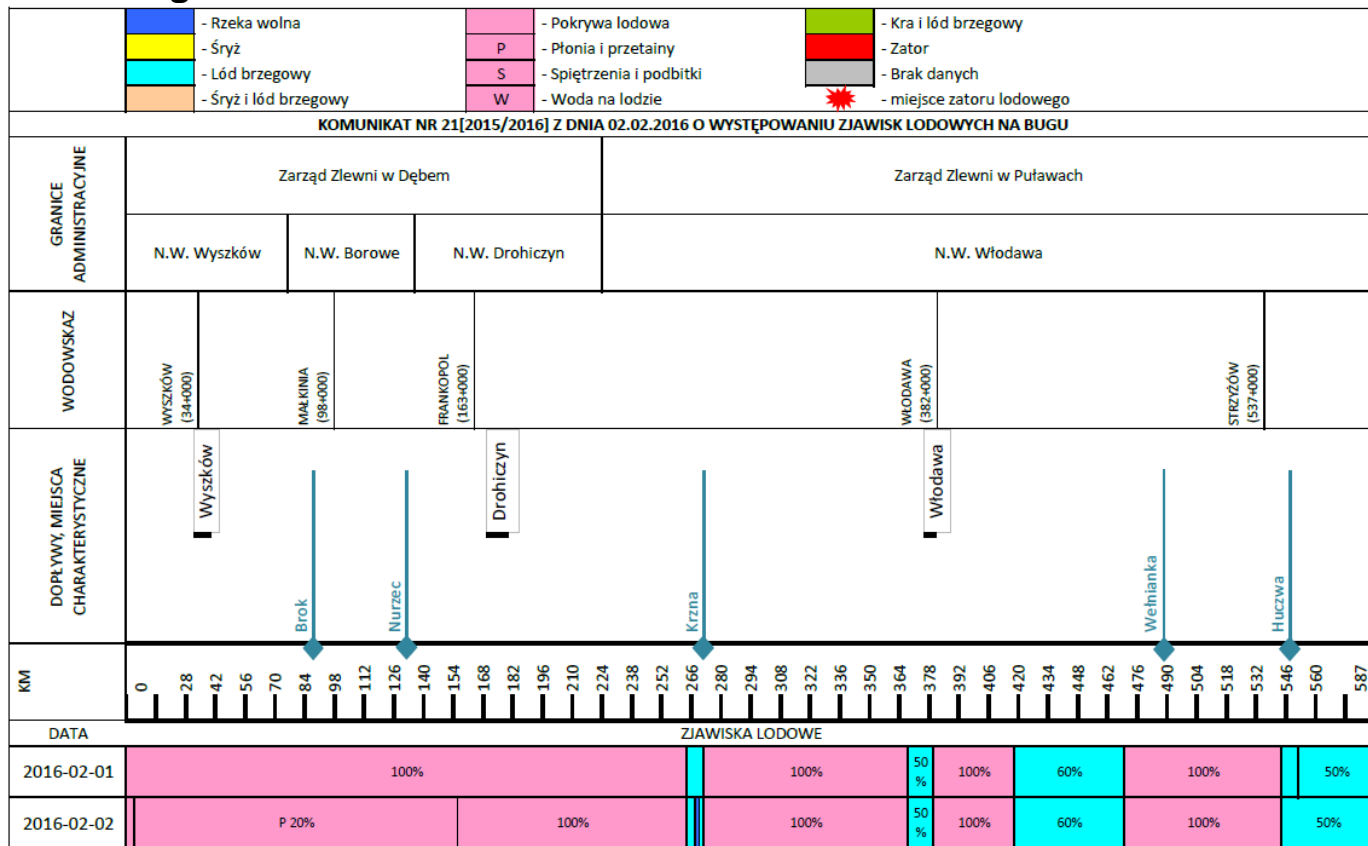 - Rzeka wolna
- Pokrywa lodowa
- Kra i lód brzegowy
- Śryż
P - Płonia i przetainy
- Zator
- Lód brzegowy
S - Spiętrzenia i podbitki
- Brak danych
- Śryż i lód brzegowy
W - Woda na lodzie
- miejsce zatoru lodowego
KOMUNIKAT NR 21[2015/2016] Z DNIA 02.02.2016 O WYSTĘPOWANIU ZJAWISK LODOWYCH NA BUGU
GRANICE
ADMINISTRACYJNE
Zarząd Zlewni w Dębem
Zarząd Zlewni w Puławach
N.W. Wyszków
N.W. Borowe
N.W. Drohiczyn
N.W. Włodawa
WODOWSKAZ
WYSZKÓW
(34+000)
MAŁKINIA
(98+000)
FRANKOPOL
(163+000)
WŁODAWA
(382+000)
STRZYŻÓW
(537+000)
DOPŁYWY, MIEJSCA
CHARAKTERYSTYCZNE
Wyszków
Brok
Nurzec
Drohiczyn
Krzna
Włodawa
Wełnianka
Huczwa
KM
0 28 42 56 70 84 98 112 126 140 154 168 182 196 210 224 238 252 266 280 294 308 322 336 350 364 378 392 406 420 434 448 462 476 490 504 518 532 546 560 587
DATA
ZJAWISKA LODOWE
2016-02-01 100% 100% 50 % 100% 60% 100% 50%
2016-02-02 P 20% 100% 100% 50 % 100% 60% 100% 50%